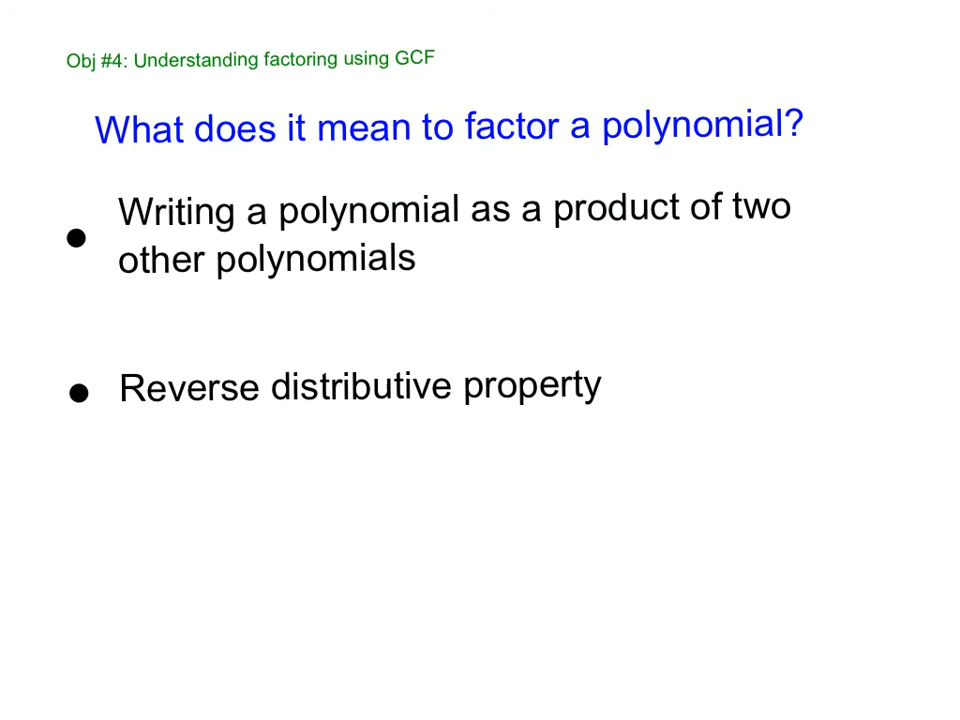 Obj #4: Understanding factoring using GCF
What does it mean to factor a polynomial?
● Writing a polynomial as a product of two
other polynomials
● Reverse distributive property